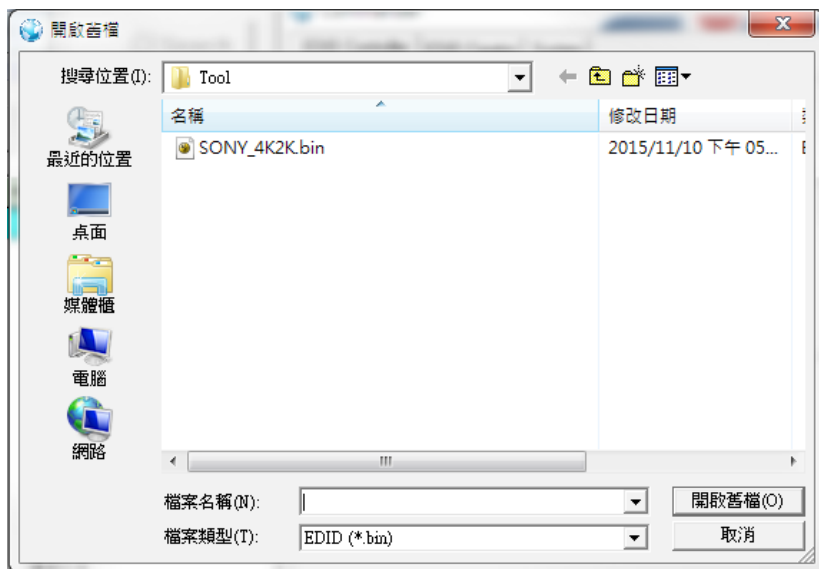 開啟舊檔
搜尋位置(I): Tool
名稱 修改日期
SONY_4K2K.bin 2015/11/10 下午 05...
最近的位置
桌面
媒體櫃
電腦
網路
檔案名稱(N): 開啟舊檔(O)
檔案類型(T): EDID (*.bin) 取消